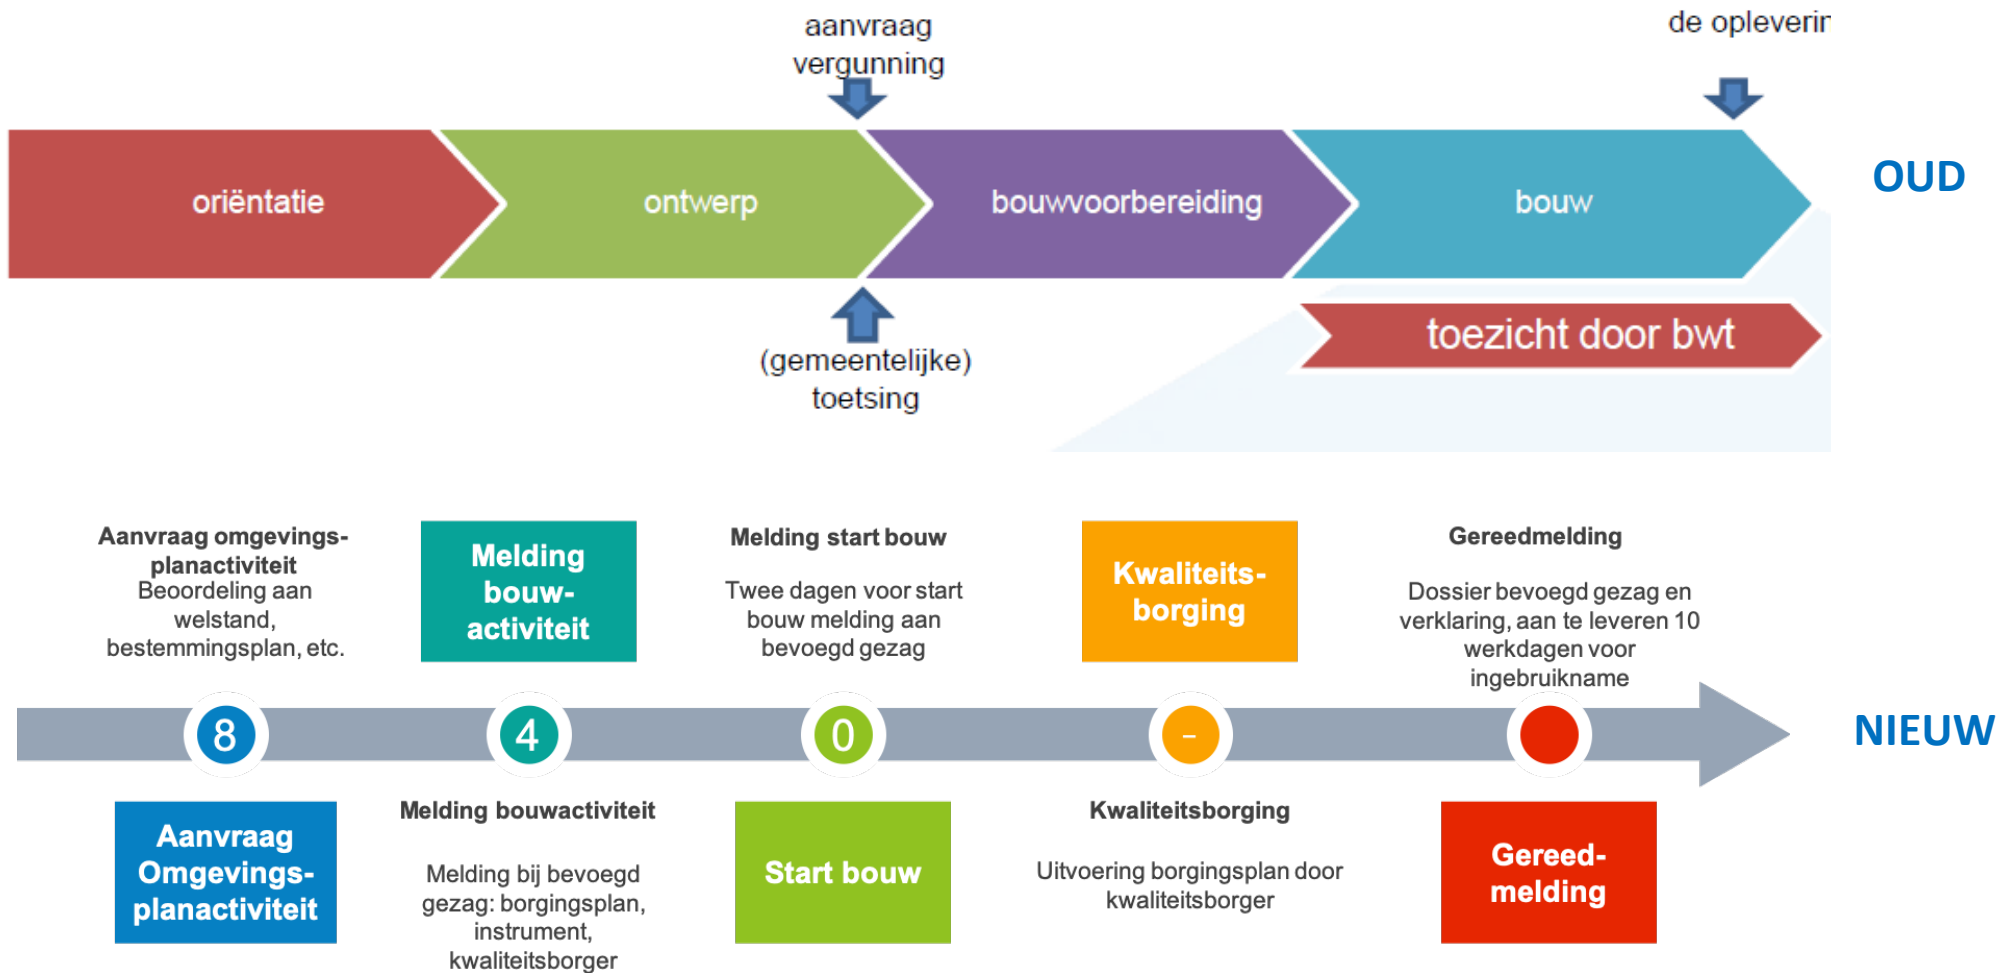 aanvraag
vergunning
de opleverin
oriëntatie
ontwerp
bouwvoorbereiding
bouw
OUD
toezicht door bwt
(gemeentelijke)
toetsing
Aanvraag omgevings-
planactiviteit
Beoordeling aan
welstand,
bestemmingsplan, etc.
Melding
bouw-
activiteit
Melding start bouw
Twee dagen voor start
bouw melding aan
bevoegd gezag
Kwaliteits-
borging
Gereedmelding
Dossier bevoegd gezag en
verklaring, aan te leveren 10
werkdagen voor
ingebruikname
8
4
0
-
NIEUW
Aanvraag
Omgevings-
planactiviteit
Melding bouwactiviteit
Melding bij bevoegd
gezag: borgingsplan,
instrument,
kwaliteitsborger
Start bouw
Kwaliteitsborging
Uitvoering borgingsplan door
kwaliteitsborger
Gereed-
melding